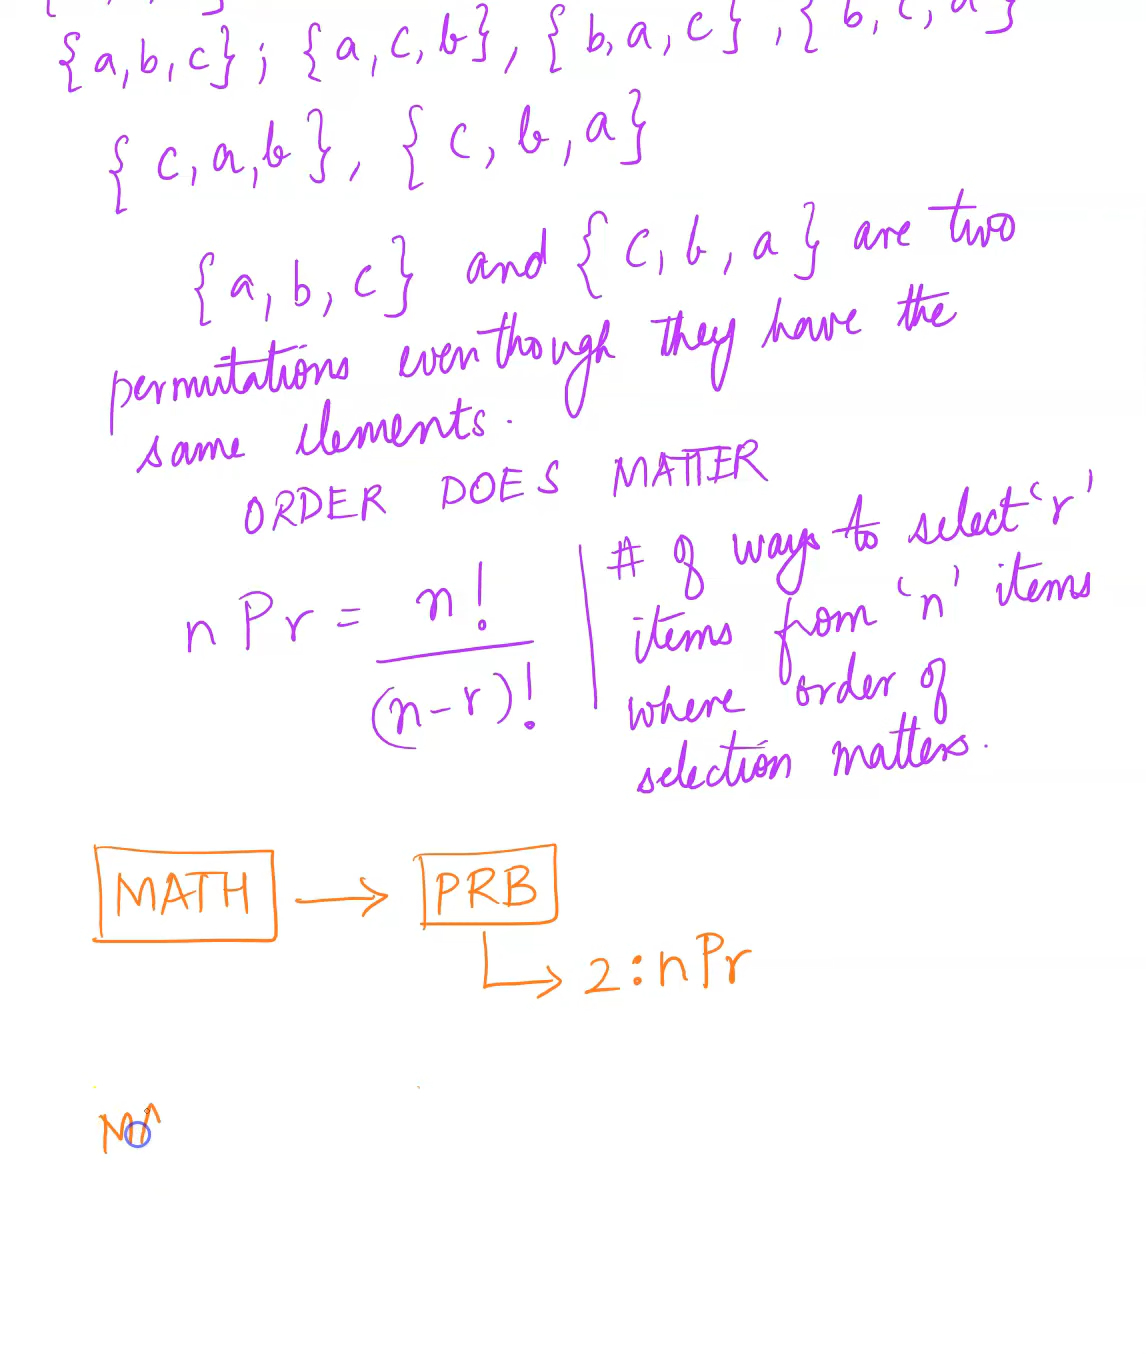 {a,b,c}; {a,c,b}, {b,a,c}, {b,c,a}
{c,a,b}, {c,b,a}
{a,b,c} and {c,b,a} are two
permutations even though they have the
same elements.
ORDER DOES MATTER
nPr = n! / (n-r)!
# of ways to select 'r'
items from 'n' items
where order of
selection matters.
MATH → PRB
2:nPr
MA